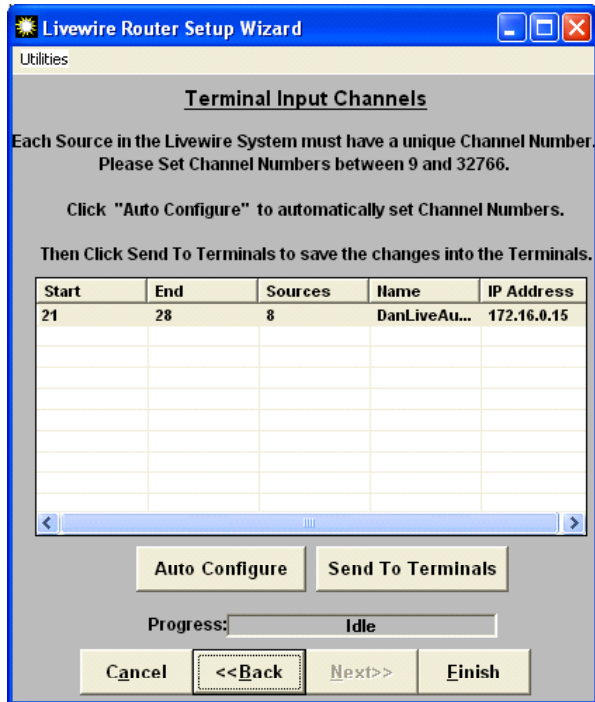 Livewire Router Setup Wizard
Utilities
Terminal Input Channels
Each Source in the Livewire System must have a unique Channel Number.
Please Set Channel Numbers between 9 and 32766.
Click "Auto Configure" to automatically set Channel Numbers.
Then Click Send To Terminals to save the changes into the Terminals.
Start End Sources Name IP Address
21 28 8 DanLiveAu... 172.16.0.15
Auto Configure Send To Terminals
Progress: Idle
Cancel <<Back Next>> Finish